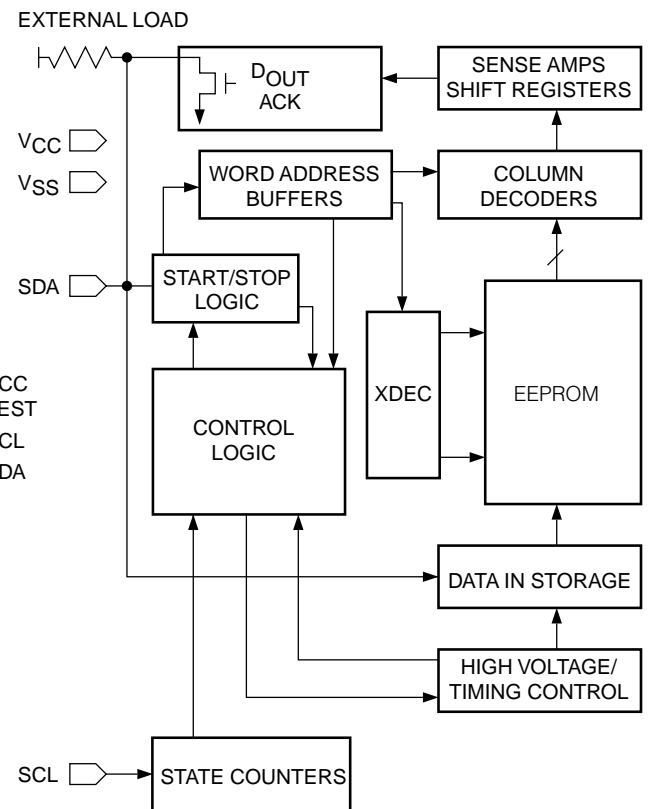 EXTERNAL LOAD
DOUT
ACK
SENSE AMPS
SHIFT REGISTERS
VCC
VSS
WORD ADDRESS
BUFFERS
COLUMN
DECODERS
SDA
START/STOP
LOGIC
XDEC
EEPROM
CC
EST
CL
DA
CONTROL
LOGIC
DATA IN STORAGE
HIGH VOLTAGE/
TIMING CONTROL
SCL
STATE COUNTERS